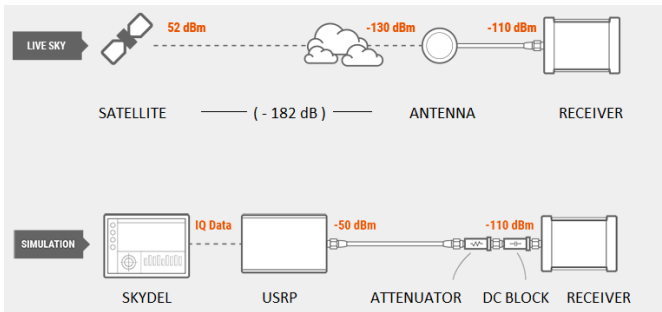 LIVE SKY
52 dBm
-130 dBm
-110 dBm
SATELLITE
( - 182 dB )
ANTENNA
RECEIVER
SIMULATION
IQ Data
-50 dBm
-110 dBm
SKYDEL
USRP
ATTENUATOR
DC BLOCK
RECEIVER